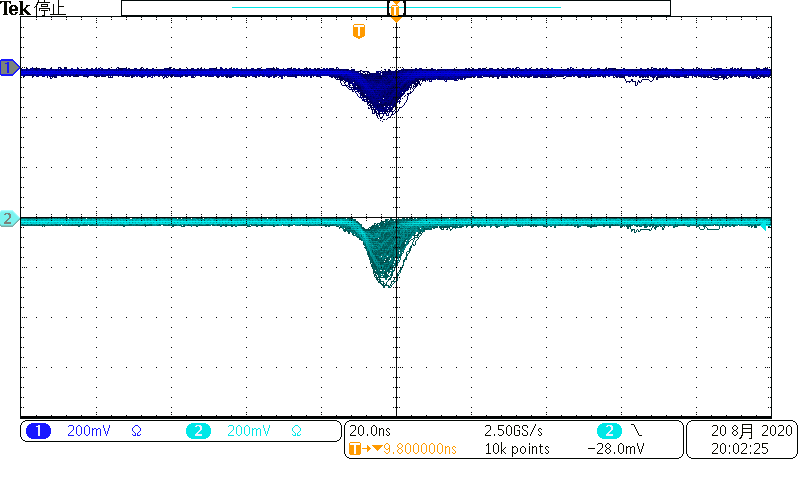 Tek 停止
T
T
1
2
1 200mV Ω 2 200mV Ω
20.0ns 2.50GS/s 2 \
T→▼9.800000ns 10k points −28.0mV
20 8月 2020
20:02:25